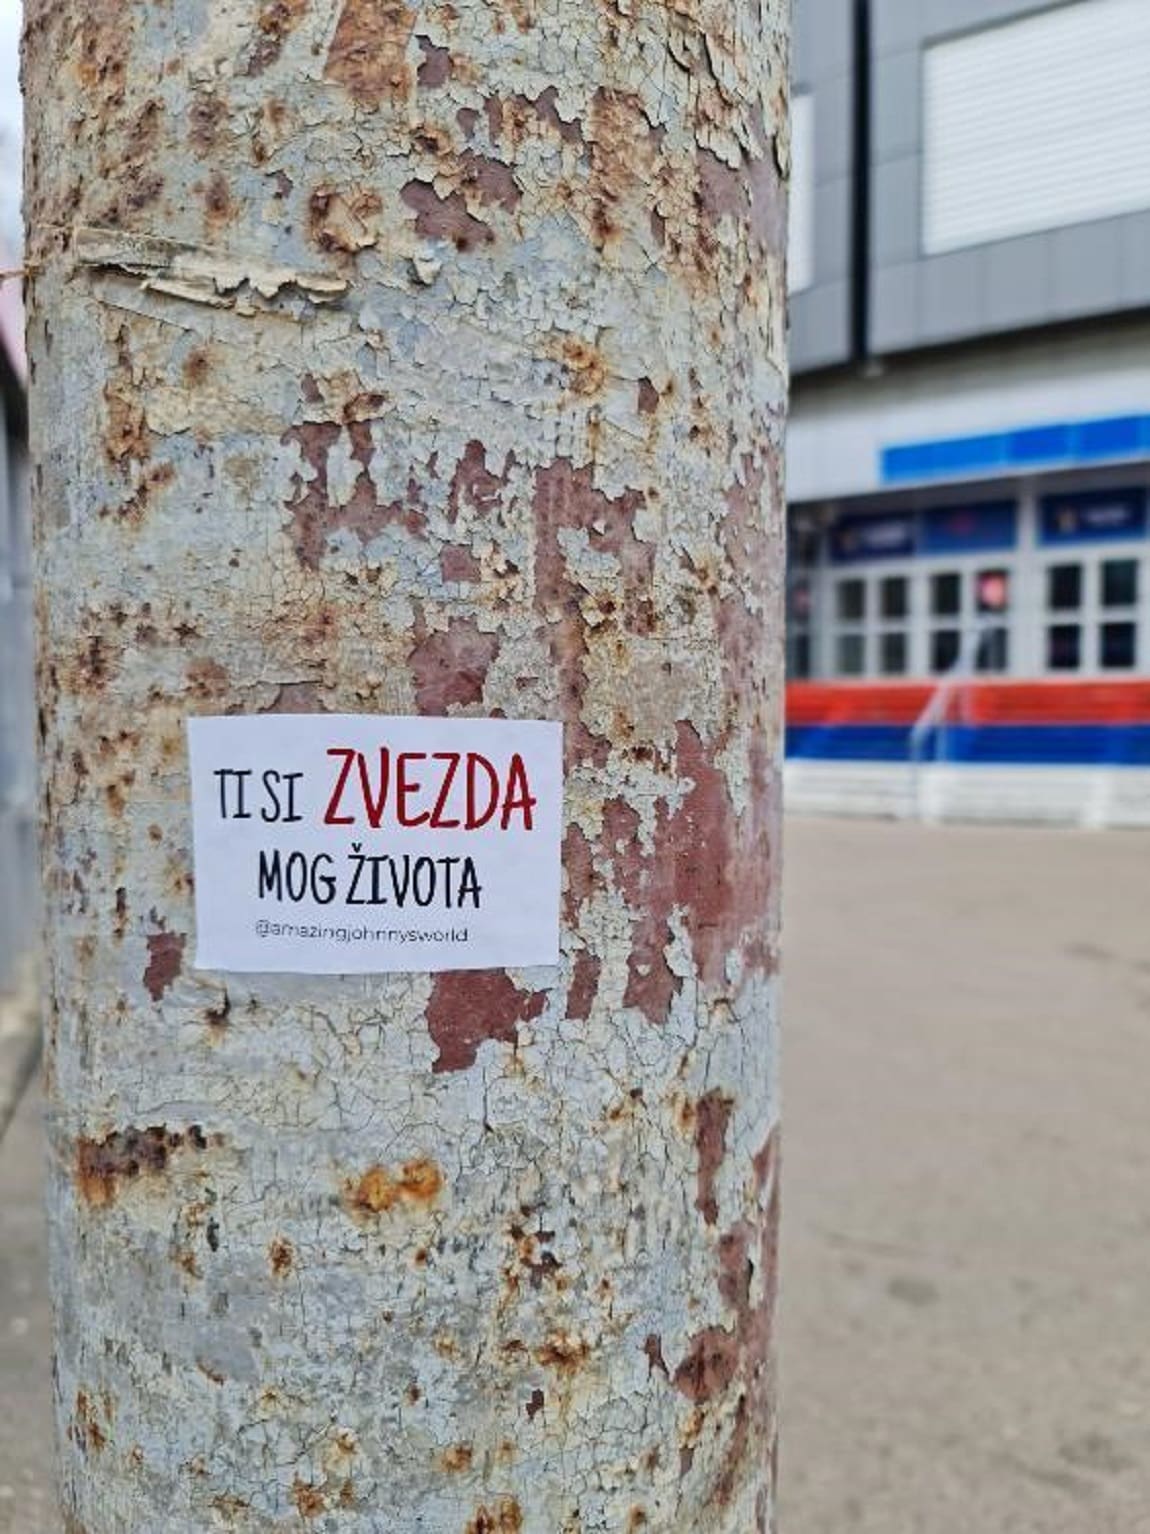 TI SI ZVEZDA
MOG ŽIVOTA
@amazingjohnnysworld